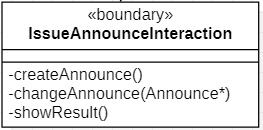 «boundary»
IssueAnnounceInteraction
-createAnnounce()
-changeAnnounce(Announce*)
-showResult()